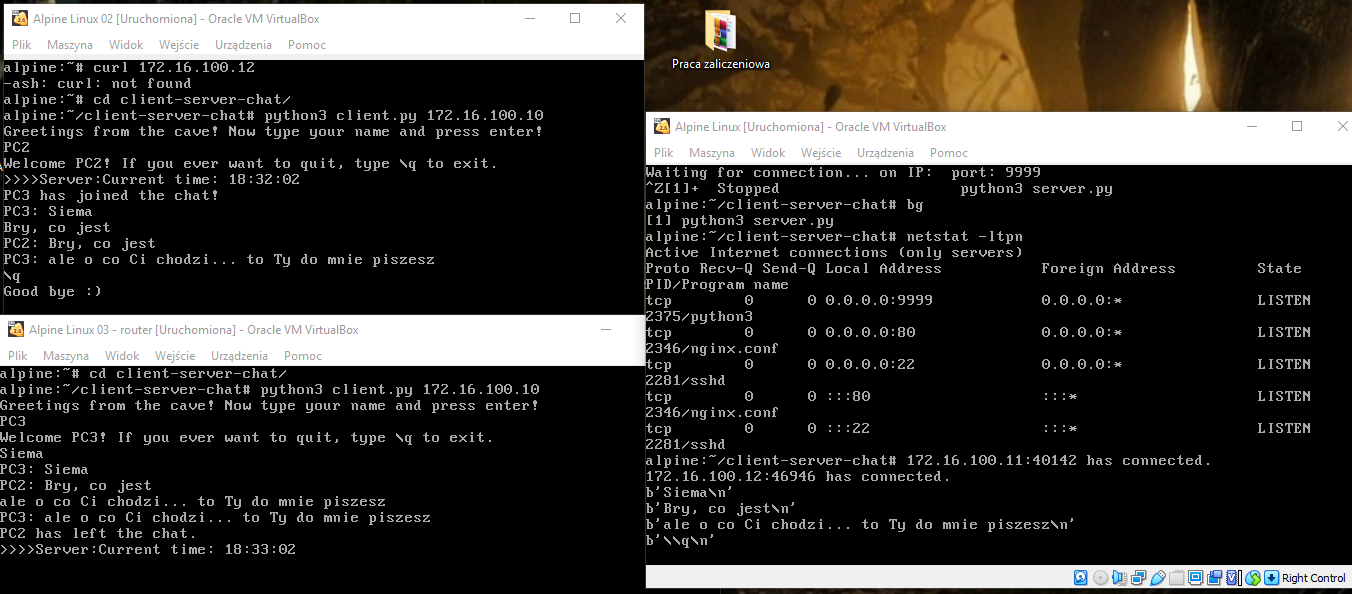 Alpine Linux 02 [Uruchomiona] - Oracle VM VirtualBox
Plik Maszyna Widok Wejście Urządzenia Pomoc
alpine:~# curl 172.16.100.12
-ash: curl: not found
alpine:~# cd client-server-chat/
alpine:~/client-server-chat# python3 client.py 172.16.100.10
Greetings from the cave! Now type your name and press enter!
PC2
Welcome PC2! If you ever want to quit, type \q to exit.
>>>>Server:Current time: 18:32:02
PC3 has joined the chat!
PC3: Siema
Bry, co jest
PC2: Bry, co jest
PC3: ale o co Ci chodzi... to Ty do mnie piszesz
\q
Good bye :)
Alpine Linux 03 - router [Uruchomiona] - Oracle VM VirtualBox
Plik Maszyna Widok Wejście Urządzenia Pomoc
alpine:~# cd client-server-chat/
alpine:~/client-server-chat# python3 client.py 172.16.100.10
Greetings from the cave! Now type your name and press enter!
PC3
Welcome PC3! If you ever want to quit, type \q to exit.
Siema
PC3: Siema
PC2: Bry, co jest
ale o co Ci chodzi... to Ty do mnie piszesz
PC3: ale o co Ci chodzi... to Ty do mnie piszesz
PC2 has left the chat.
>>>>Server:Current time: 18:33:02
Praca zaliczeniowa
Alpine Linux [Uruchomiona] - Oracle VM VirtualBox
Plik Maszyna Widok Wejście Urządzenia Pomoc
Waiting for connection... on IP:  port: 9999
^Z[1]+  Stopped                 python3 server.py
alpine:~/client-server-chat# bg
[1] python3 server.py
alpine:~/client-server-chat# netstat -ltpn
Active Internet connections (only servers)
Proto Recv-Q Send-Q Local Address           Foreign Address         State
PID/Program name
tcp        0      0 0.0.0.0:9999            0.0.0.0:*               LISTEN
2375/python3
tcp        0      0 0.0.0.0:80              0.0.0.0:*               LISTEN
2346/nginx.conf
tcp        0      0 0.0.0.0:22              0.0.0.0:*               LISTEN
2281/sshd
tcp        0      0 :::80                   :::*                    LISTEN
2346/nginx.conf
tcp        0      0 :::22                   :::*                    LISTEN
2281/sshd
alpine:~/client-server-chat# 172.16.100.11:40142 has connected.
172.16.100.12:46946 has connected.
b'Siema\n'
b'Bry, co jest\n'
b'ale o co Ci chodzi... to Ty do mnie piszesz\n'
b'\\q\n'
Right Control